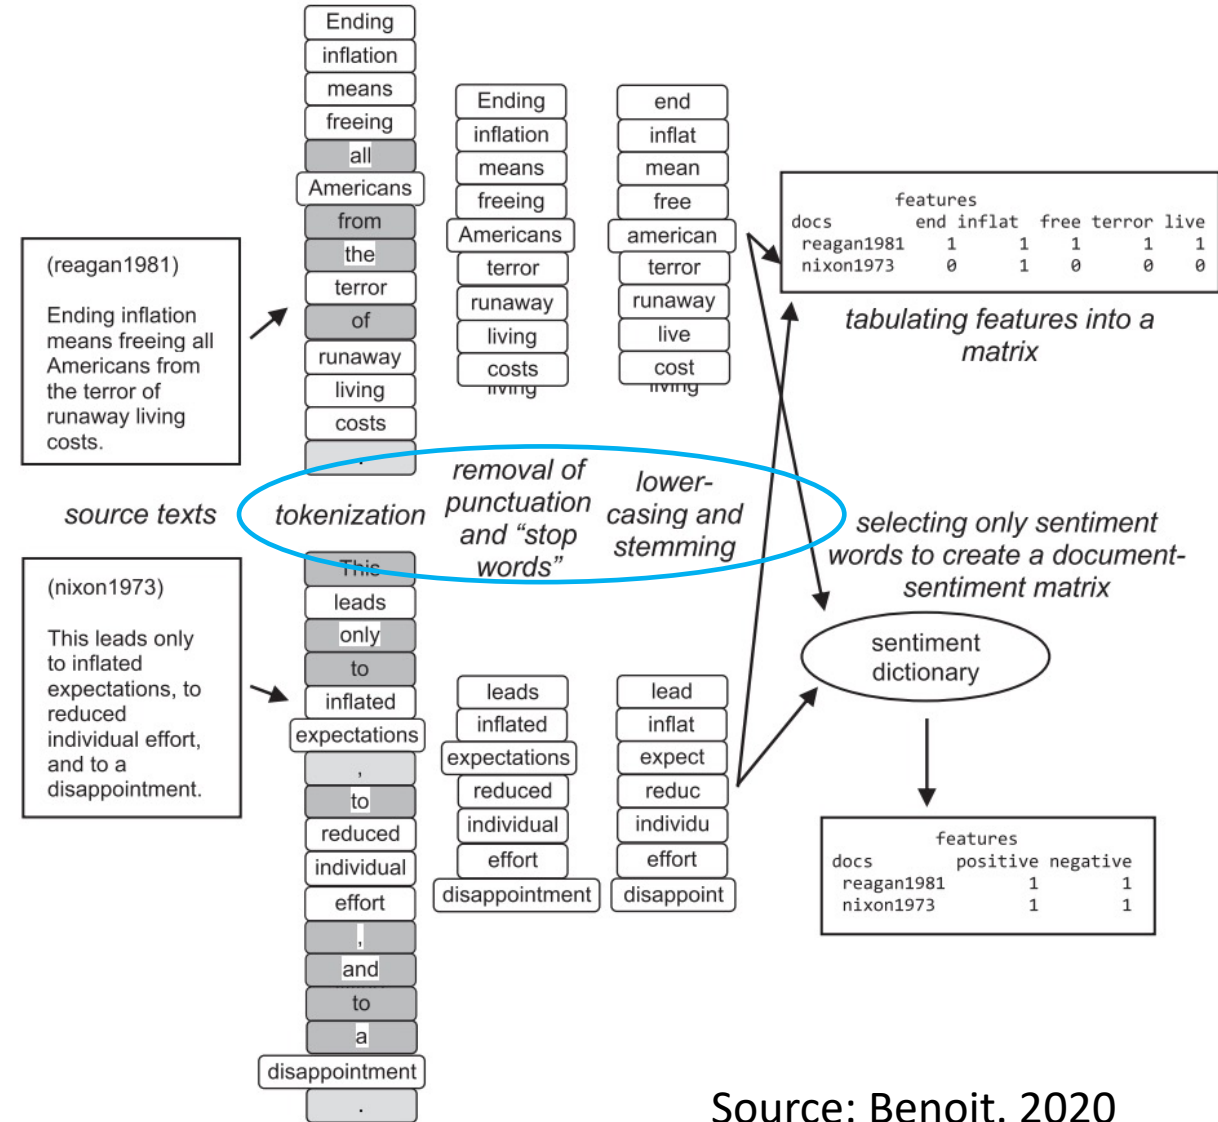 (reagan1981)
Ending inflation
means freeing all
Americans from
the terror of
runaway living
costs.
source texts
(nixon1973)
This leads only
to inflated
expectations, to
reduced
individual effort,
and to a
disappointment.
Ending
inflation
means
freeing
all
Americans
from
the
terror
of
runaway
living
costs
.
tokenization
This
leads
only
to
inflated
expectations
,
to
reduced
individual
effort
,
and
to
a
disappointment
.
Ending
inflation
means
freeing
Americans
terror
runaway
living
costs
living
removal of
punctuation
and “stop
words”
leads
inflated
expectations
reduced
individual
effort
disappointment
end
inflat
mean
free
american
terror
runaway
live
cost
living
lower-
casing and
stemming
lead
inflat
expect
reduc
individu
effort
disappoint
features
docs end inflat free terror live
reagan1981 1 1 1 1 1
nixon1973 0 1 0 0 0
tabulating features into a
matrix
selecting only sentiment
words to create a document-
sentiment matrix
sentiment
dictionary
features
docs positive negative
reagan1981 1 1
nixon1973 1 1
Source: Benoit, 2020